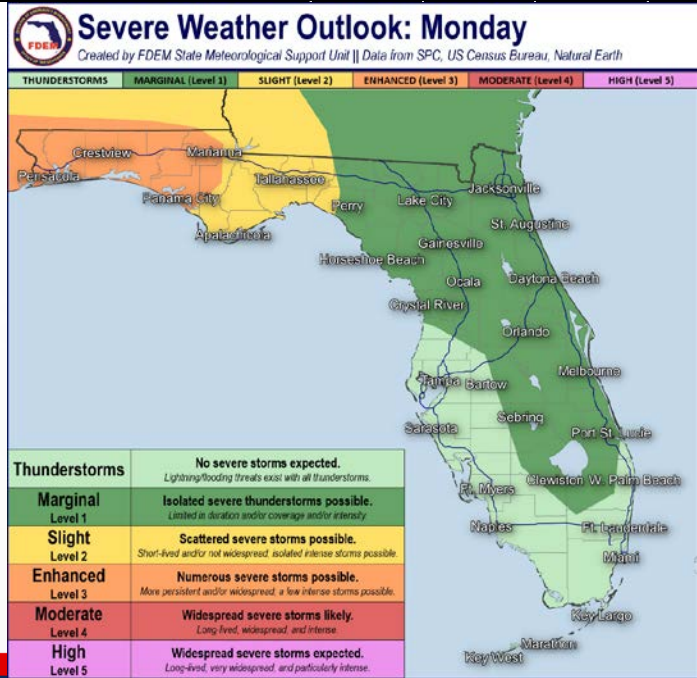 FDEM
Severe Weather Outlook: Monday
Created by FDEM State Meteorological Support Unit || Data from SPC, US Census Bureau, Natural Earth
THUNDERSTORMS MARGINAL (Level 1) SLIGHT (Level 2) ENHANCED (Level 3) MODERATE (Level 4) HIGH (Level 5)
Crestview
Marianna
Pensacola
Tallahassee
Panama City
Perry
Apalachicola
Lake City
Jacksonville
St. Augustine
Gainesville
Horseshoe Beach
Ocala
Daytona Beach
Crystal River
Orlando
Melbourne
Tampa
Bartow
Sebring
Sarasota
Port St. Lucie
Clewiston
W. Palm Beach
Ft. Myers
Naples
Ft. Lauderdale
Miami
Key Largo
Marathon
Key West
Thunderstorms
No severe storms expected.
Lightning/flooding threats exist with all thunderstorms.
Marginal
Level 1
Isolated severe thunderstorms possible.
Limited in duration and/or coverage and/or intensity
Slight
Level 2
Scattered severe storms possible.
Short-lived and/or not widespread; isolated intense storms possible.
Enhanced
Level 3
Numerous severe storms possible.
More persistent and/or widespread; a few intense storms possible.
Moderate
Level 4
Widespread severe storms likely.
Long-lived, widespread, and intense.
High
Level 5
Widespread severe storms expected.
Long-lived, very widespread, and particularly intense.